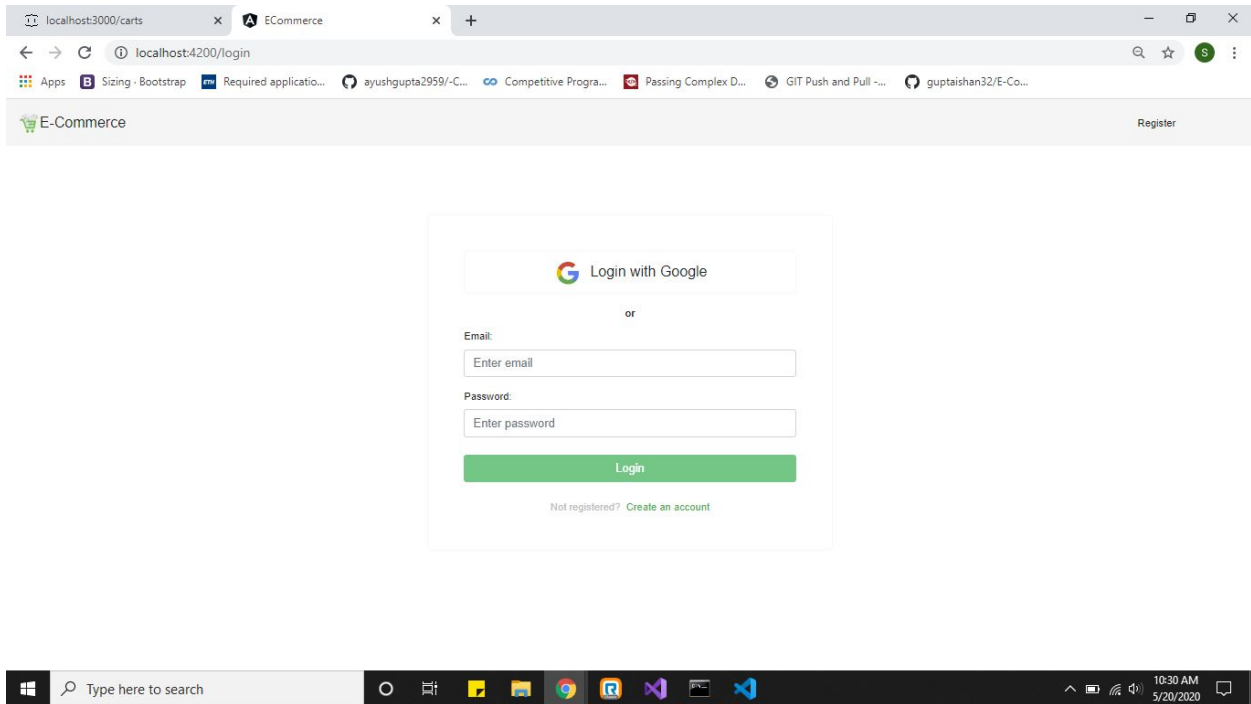 localhost:3000/carts
ECommerce
localhost:4200/login
S
Apps
B
Sizing · Bootstrap
ETH
Required applicatio...
ayushgupta2959/-C...
Competitive Progra...
Passing Complex D...
GIT Push and Pull -...
guptaishan32/E-Co...
E-Commerce
Register
Login with Google
or
Email:
Enter email
Password:
Enter password
Login
Not registered? Create an account
Type here to search
10:30 AM
5/20/2020